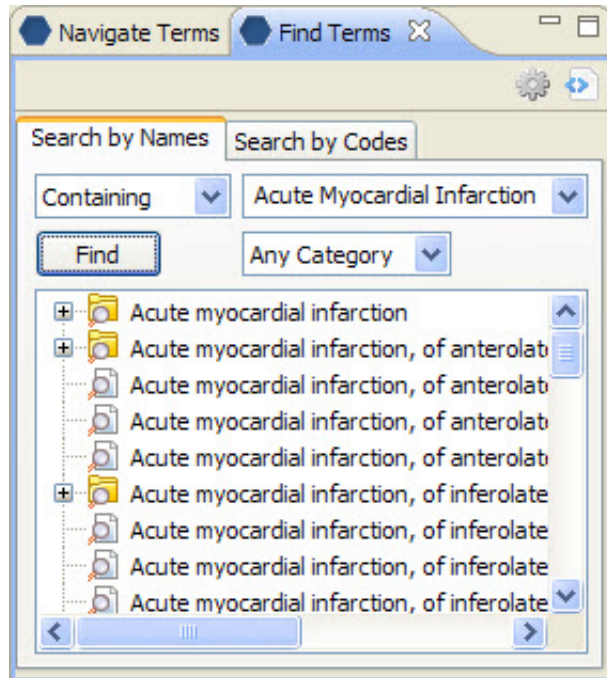 Navigate Terms Find Terms
Search by Names Search by Codes
Containing Acute Myocardial Infarction
Find Any Category
Acute myocardial infarction
Acute myocardial infarction, of anterolat
Acute myocardial infarction, of anterolat
Acute myocardial infarction, of anterolat
Acute myocardial infarction, of anterolat
Acute myocardial infarction, of inferolate
Acute myocardial infarction, of inferolate
Acute myocardial infarction, of inferolate
Acute myocardial infarction, of inferolate